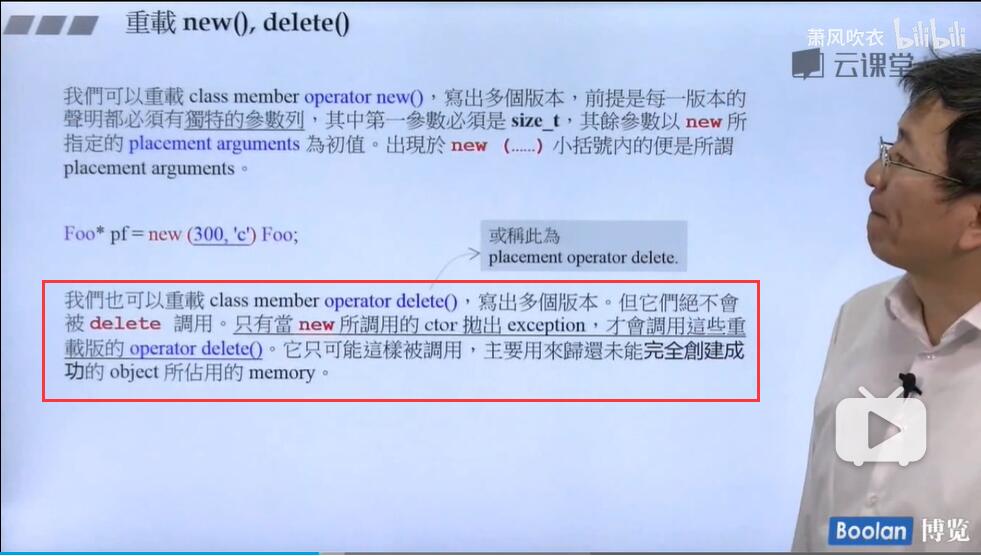 重載 new(), delete()
萧风吹衣 bilibili
云课堂
我們可以重載 class member operator new()，寫出多個版本，前提是每一版本的
聲明都必須有獨特的參數列，其中第一參數必須是 size_t，其餘參數以 new 所
指定的 placement arguments 為初值。出現於 new (……) 小括號內的便是所謂
placement arguments。
Foo* pf = new (300, 'c') Foo;
或稱此為
placement operator delete.
我們也可以重載 class member operator delete()，寫出多個版本。但它們絕不會
被 delete 調用。只有當 new 所調用的 ctor 拋出 exception，才會調用這些重
載版的 operator delete()。它只可能這樣被調用，主要用來歸還未能完全創建成
功的 object 所佔用的 memory。
Boolan 博览